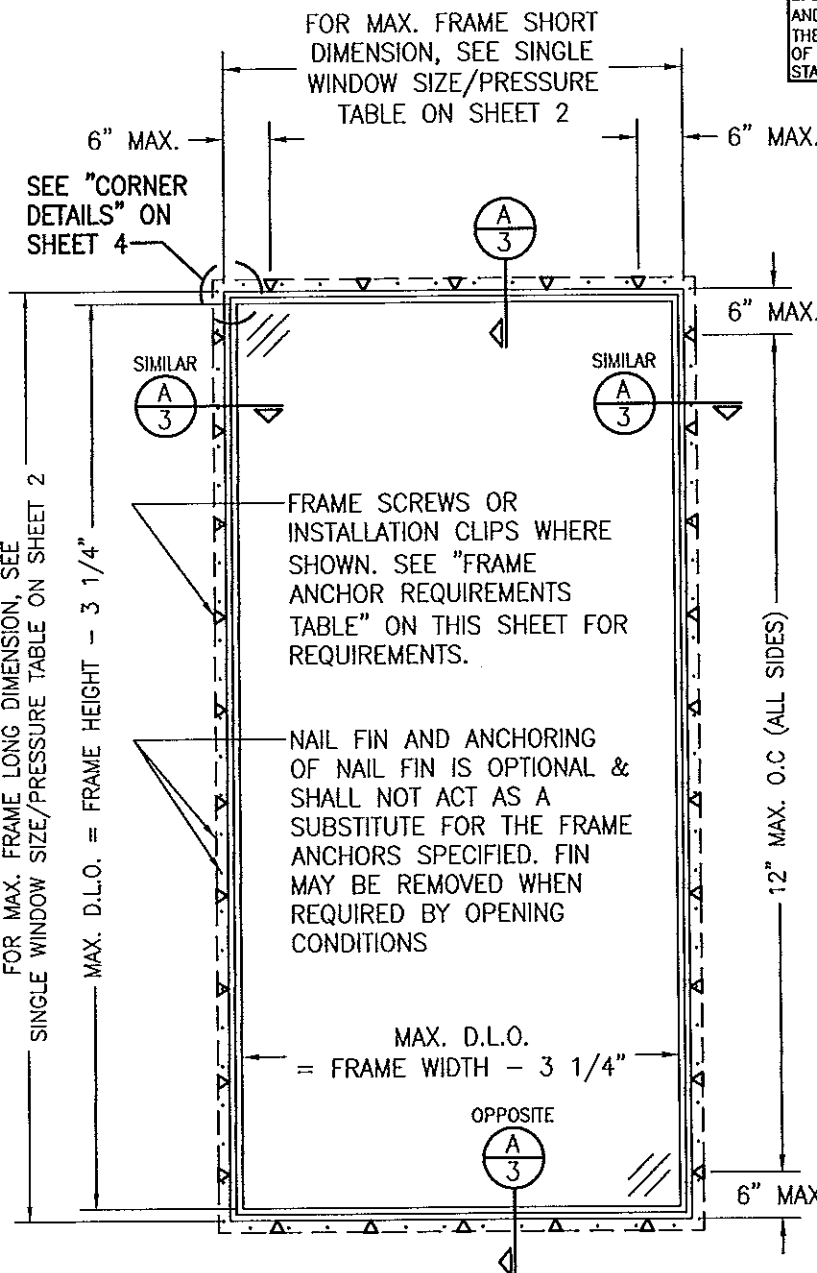 AND
THE
OF
STA
FOR MAX. FRAME SHORT
DIMENSION, SEE SINGLE
WINDOW SIZE/PRESSURE
TABLE ON SHEET 2
6" MAX.
6" MAX.
SEE "CORNER
DETAILS" ON
SHEET 4
A
3
6" MAX.
SIMILAR
A
3
SIMILAR
A
3
FOR MAX. FRAME LONG DIMENSION, SEE
SINGLE WINDOW SIZE/PRESSURE TABLE ON SHEET 2
MAX. D.L.O. = FRAME HEIGHT - 3 1/4"
FRAME SCREWS OR
INSTALLATION CLIPS WHERE
SHOWN. SEE "FRAME
ANCHOR REQUIREMENTS
TABLE" ON THIS SHEET FOR
REQUIREMENTS.
NAIL FIN AND ANCHORING
OF NAIL FIN IS OPTIONAL &
SHALL NOT ACT AS A
SUBSTITUTE FOR THE FRAME
ANCHORS SPECIFIED. FIN
MAY BE REMOVED WHEN
REQUIRED BY OPENING
CONDITIONS
12" MAX. O.C (ALL SIDES)
MAX. D.L.O.
= FRAME WIDTH - 3 1/4"
OPPOSITE
A
3
6" MAX